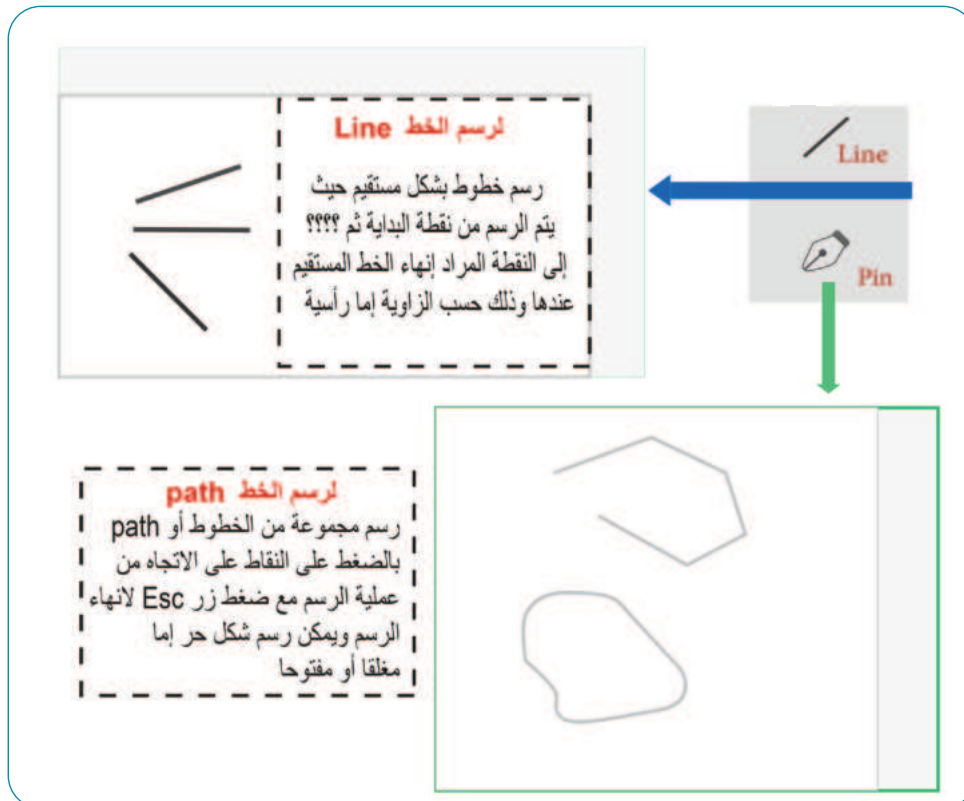 لرسم الخط Line
رسم خطوط بشكل مستقيم حيث
يتم الرسم من نقطة البداية ثم ؟؟؟؟
إلى النقطة المراد إنهاء الخط المستقيم
عندها وذلك حسب الزاوية إما رأسية
Line
Pin
لرسم الخط path
رسم مجموعة من الخطوط أو path
بالضغط على النقاط على الاتجاه من
عملية الرسم مع ضغط زر Esc لانهاء
الرسم ويمكن رسم شكل حر إما
مغلقا أو مفتوحا